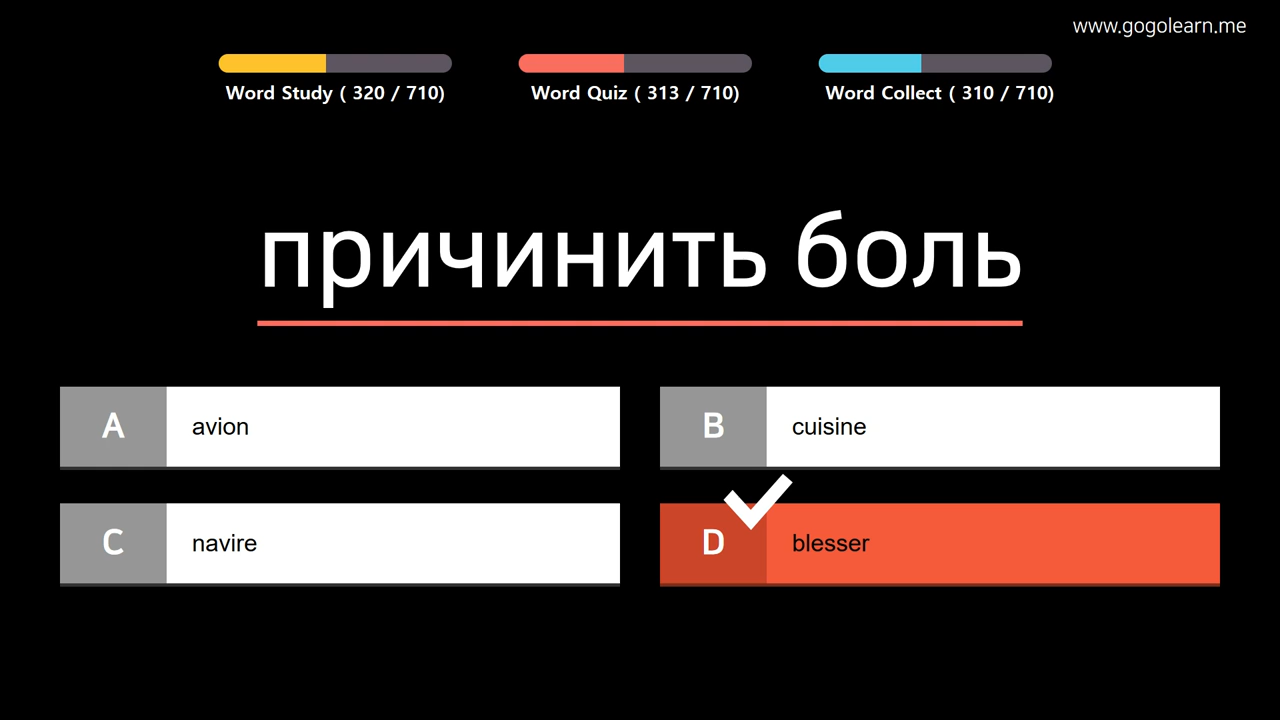 www.gogolearn.me
Word Study ( 320 / 710)
Word Quiz ( 313 / 710)
Word Collect ( 310 / 710)
причинить боль
A avion
B cuisine
C navire
D blesser